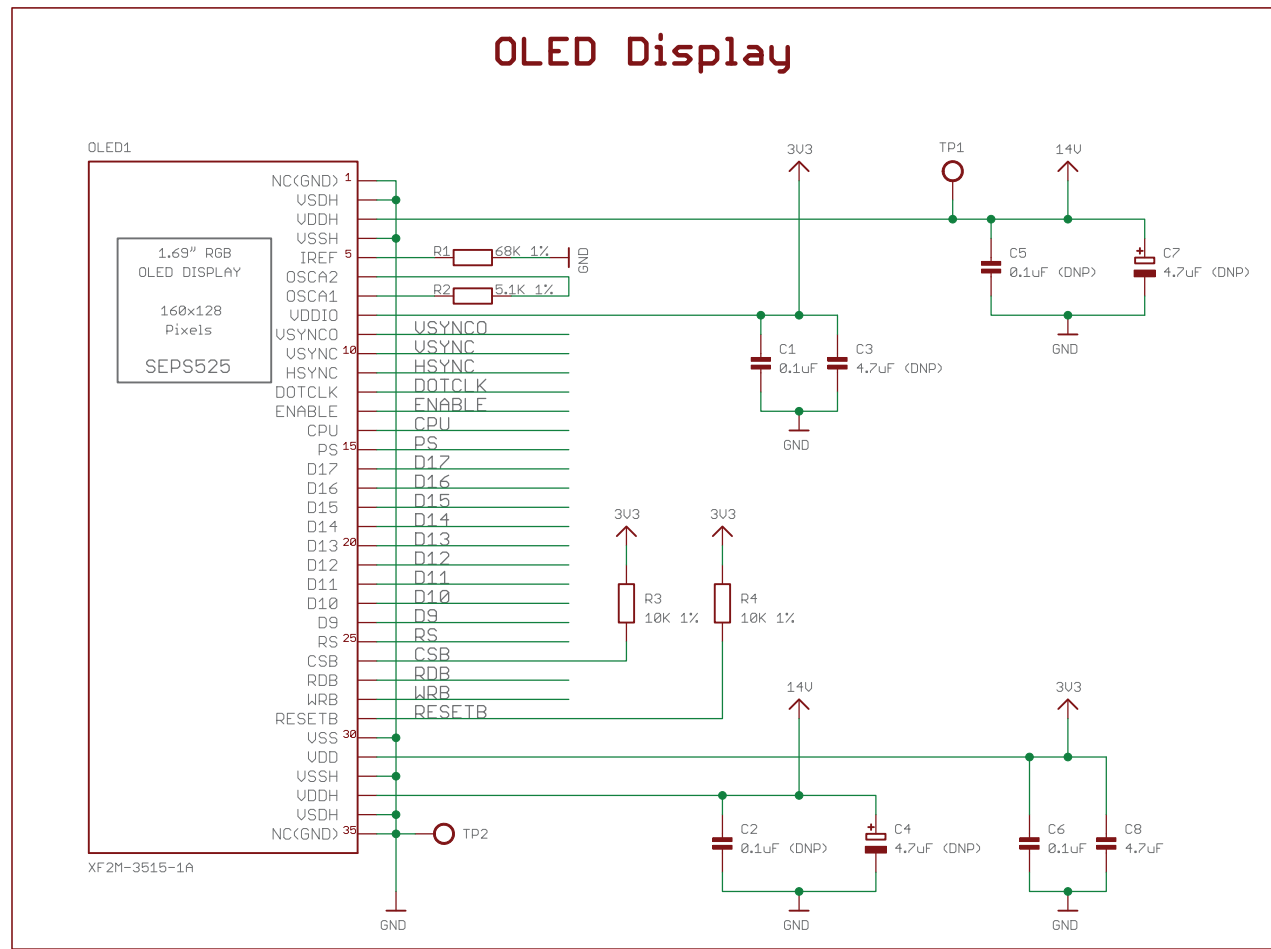 OLED Display
OLED1
NC(GND) 1
VSDH
VDDH
VSSH
IREF 5
OSCA2
OSCA1
VDDIO
VSYNCO
VSYNC 10
HSYNC
DOTCLK
ENABLE
CPU
PS 15
D17
D16
D15
D14
D13 20
D12
D11
D10
D9
RS 25
CSB
RDB
WRB
RESETB
VSS 30
VDD
VSSH
VDDH
VSDH
NC(GND) 35
1.69" RGB
OLED DISPLAY
160x128
Pixels
SEPS525
XF2M-3515-1A
R1 68K 1%
GND
R2 5.1K 1%
VSYNCO
VSYNC
HSYNC
DOTCLK
ENABLE
CPU
PS
D17
D16
D15
D14
D13
D12
D11
D10
D9
RS
CSB
RDB
WRB
RESETB
TP2
GND
3V3
C1
0.1uF
C3
4.7uF (DNP)
GND
TP1
14V
C5
0.1uF (DNP)
C7
4.7uF (DNP)
GND
3V3
R3
10K 1%
3V3
R4
10K 1%
14V
C2
0.1uF (DNP)
C4
4.7uF (DNP)
GND
3V3
C6
0.1uF
C8
4.7uF
GND